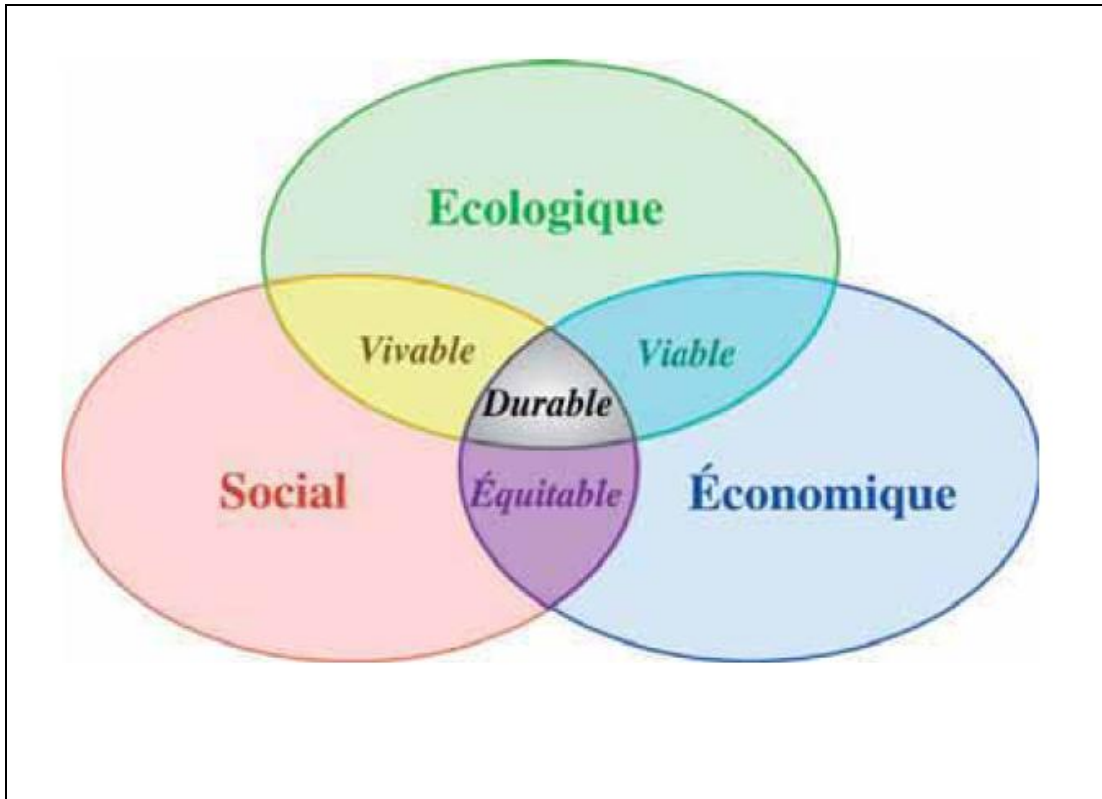 Ecologique
Vivable
Viable
Durable
Social
Équitable
Économique